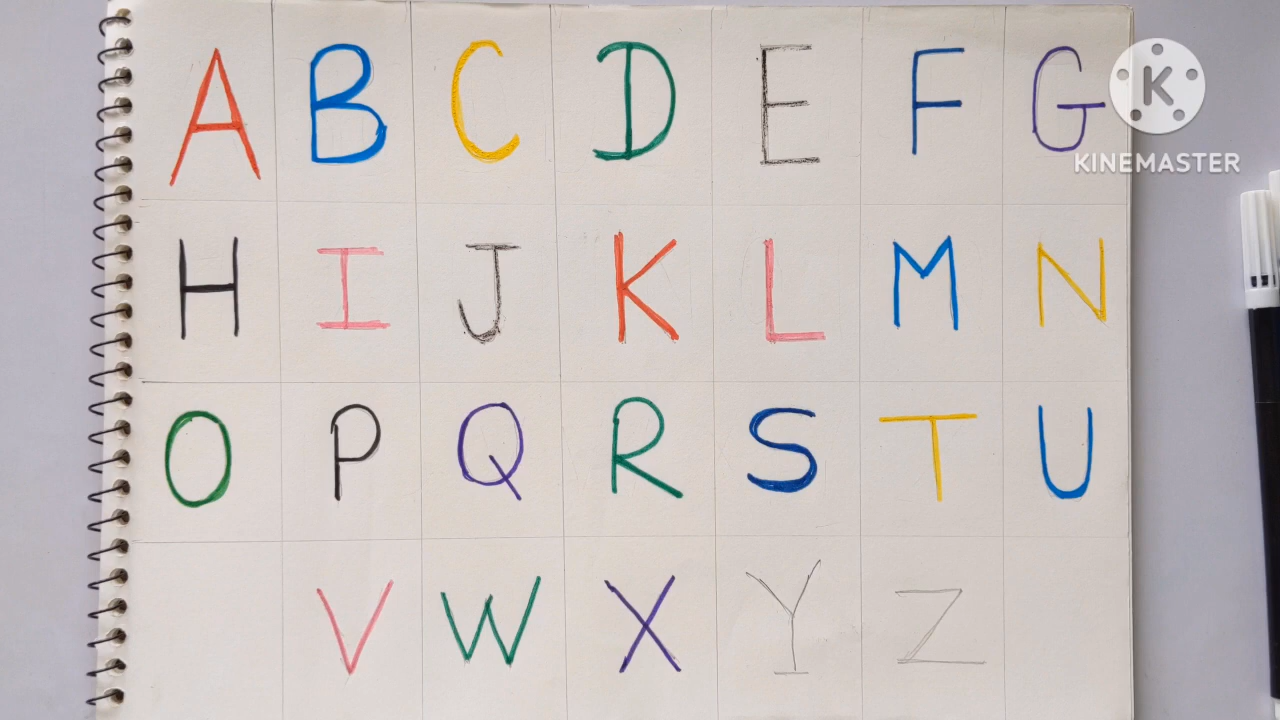 A B C D E F G
K
KINEMASTER
H I J K L M N
O P Q R S T U
V W X Y Z